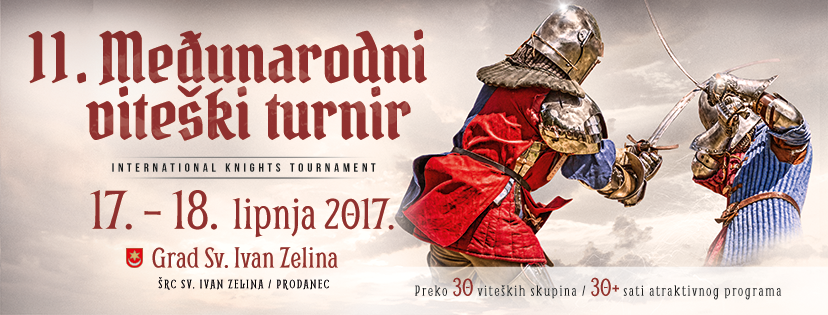 11. Međunarodni
viteški turnir
INTERNATIONAL KNIGHTS TOURNAMENT
17. – 18. lipnja 2017.
Grad Sv. Ivan Zelina
ŠRC SV. IVAN ZELINA / PRODANEC
Preko 30 viteških skupina / 30+ sati atraktivnog programa